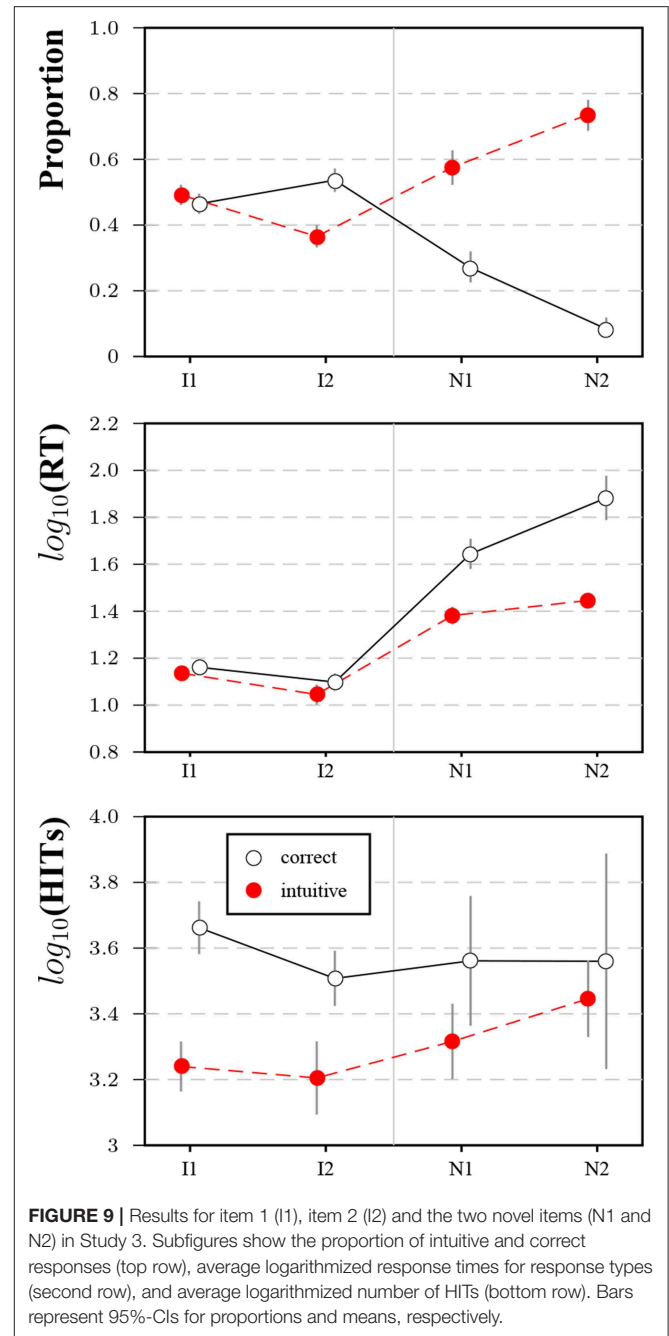 Proportion
1.0
0.8
0.6
0.4
0.2
0
I1 I2 N1 N2
log10(RT)
2.2
2.0
1.8
1.6
1.4
1.2
1.0
0.8
I1 I2 N1 N2
log10(HITs)
4.0
3.8
3.6
3.4
3.2
3
correct
intuitive
I1 I2 N1 N2
FIGURE 9 | Results for item 1 (I1), item 2 (I2) and the two novel items (N1 and
N2) in Study 3. Subfigures show the proportion of intuitive and correct
responses (top row), average logarithmized response times for response types
(second row), and average logarithmized number of HITs (bottom row). Bars
represent 95%-CIs for proportions and means, respectively.